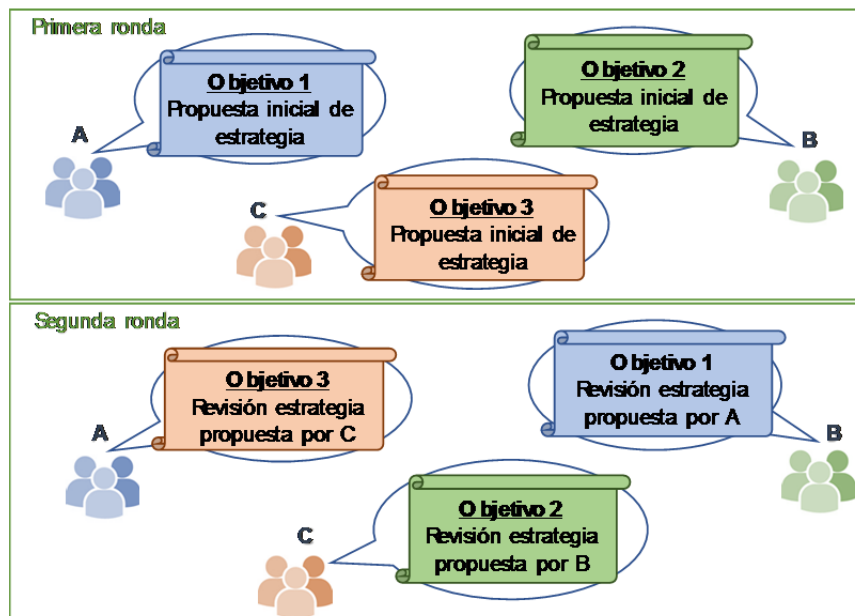 Primera ronda
Objetivo 1
Propuesta inicial de
estrategia
A
Objetivo 2
Propuesta inicial de
estrategia
B
C
Objetivo 3
Propuesta inicial de
estrategia
Segunda ronda
Objetivo 3
Revisión estrategia
propuesta por C
A
Objetivo 1
Revisión estrategia
propuesta por A
B
C
Objetivo 2
Revisión estrategia
propuesta por B